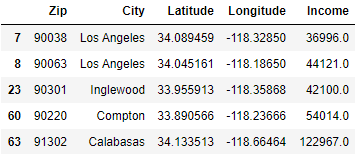 Zip City Latitude Longitude Income
7 90038 Los Angeles 34.089459 -118.32850 36996.0
8 90063 Los Angeles 34.045161 -118.18650 44121.0
23 90301 Inglewood 33.955913 -118.35868 42100.0
60 90220 Compton 33.890566 -118.23666 54014.0
63 91302 Calabasas 34.133513 -118.66464 122967.0